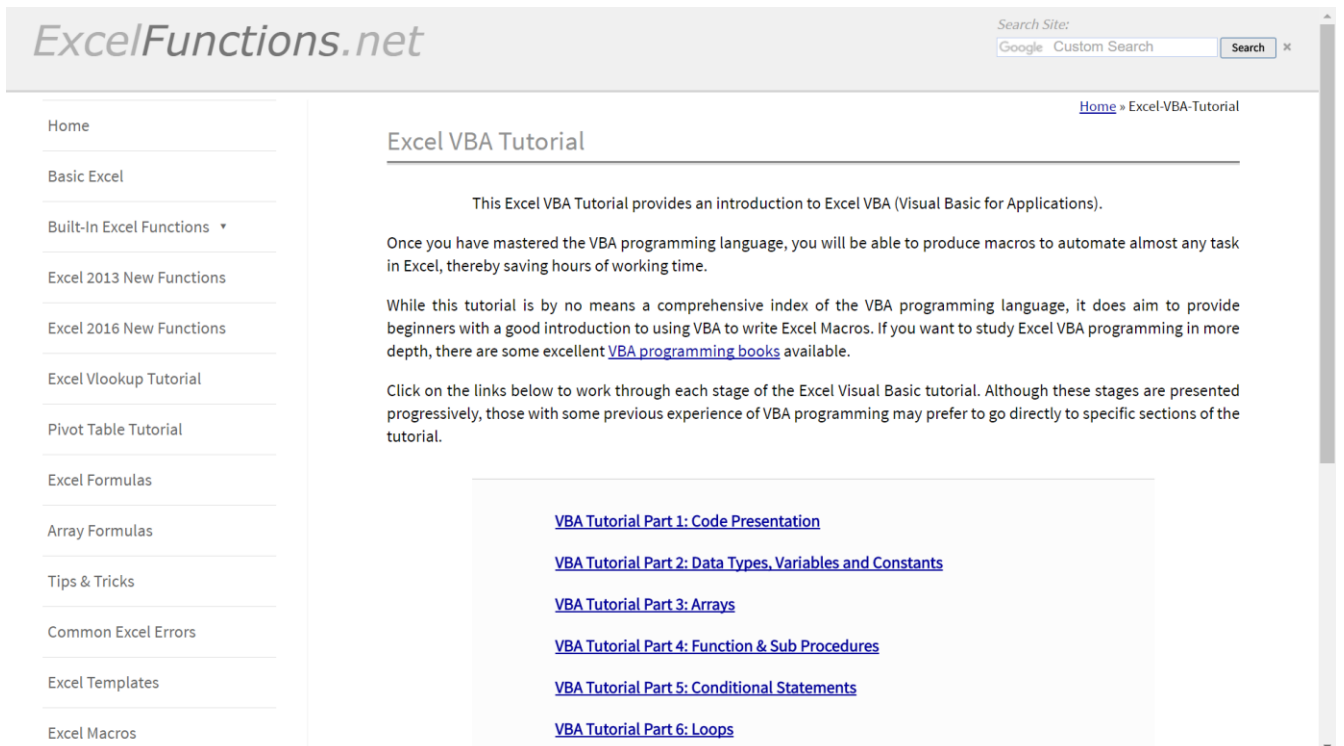 ExcelFunctions.net
Search Site:
Google Custom Search
Search
×
Home » Excel-VBA-Tutorial
Home
Basic Excel
Built-In Excel Functions ▾
Excel 2013 New Functions
Excel 2016 New Functions
Excel Vlookup Tutorial
Pivot Table Tutorial
Excel Formulas
Array Formulas
Tips & Tricks
Common Excel Errors
Excel Templates
Excel Macros
Excel VBA Tutorial
This Excel VBA Tutorial provides an introduction to Excel VBA (Visual Basic for Applications).
Once you have mastered the VBA programming language, you will be able to produce macros to automate almost any task
in Excel, thereby saving hours of working time.
While this tutorial is by no means a comprehensive index of the VBA programming language, it does aim to provide
beginners with a good introduction to using VBA to write Excel Macros. If you want to study Excel VBA programming in more
depth, there are some excellent VBA programming books available.
Click on the links below to work through each stage of the Excel Visual Basic tutorial. Although these stages are presented
progressively, those with some previous experience of VBA programming may prefer to go directly to specific sections of the
tutorial.
VBA Tutorial Part 1: Code Presentation
VBA Tutorial Part 2: Data Types, Variables and Constants
VBA Tutorial Part 3: Arrays
VBA Tutorial Part 4: Function & Sub Procedures
VBA Tutorial Part 5: Conditional Statements
VBA Tutorial Part 6: Loops